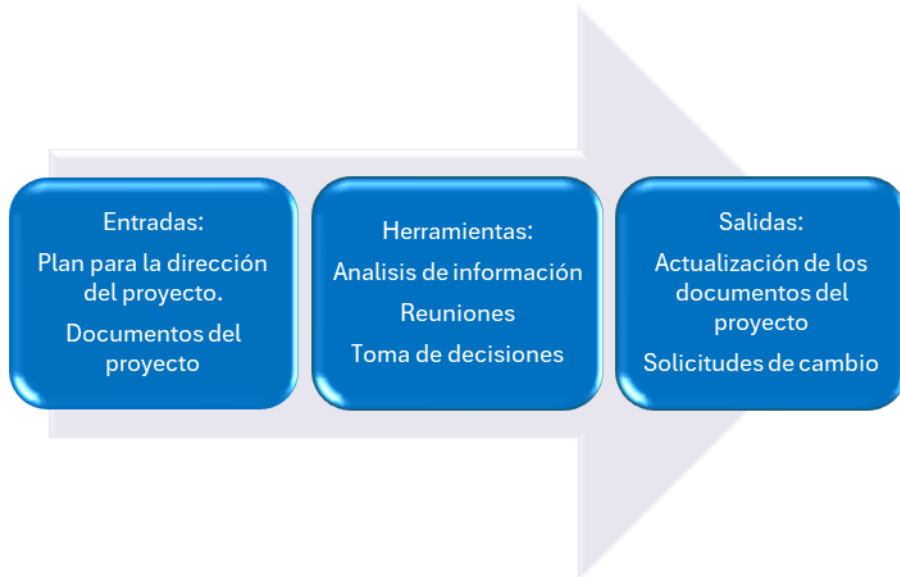 Entradas:
Plan para la dirección
del proyecto.
Documentos del
proyecto
Herramientas:
Analisis de información
Reuniones
Toma de decisiones
Salidas:
Actualización de los
documentos del
proyecto
Solicitudes de cambio